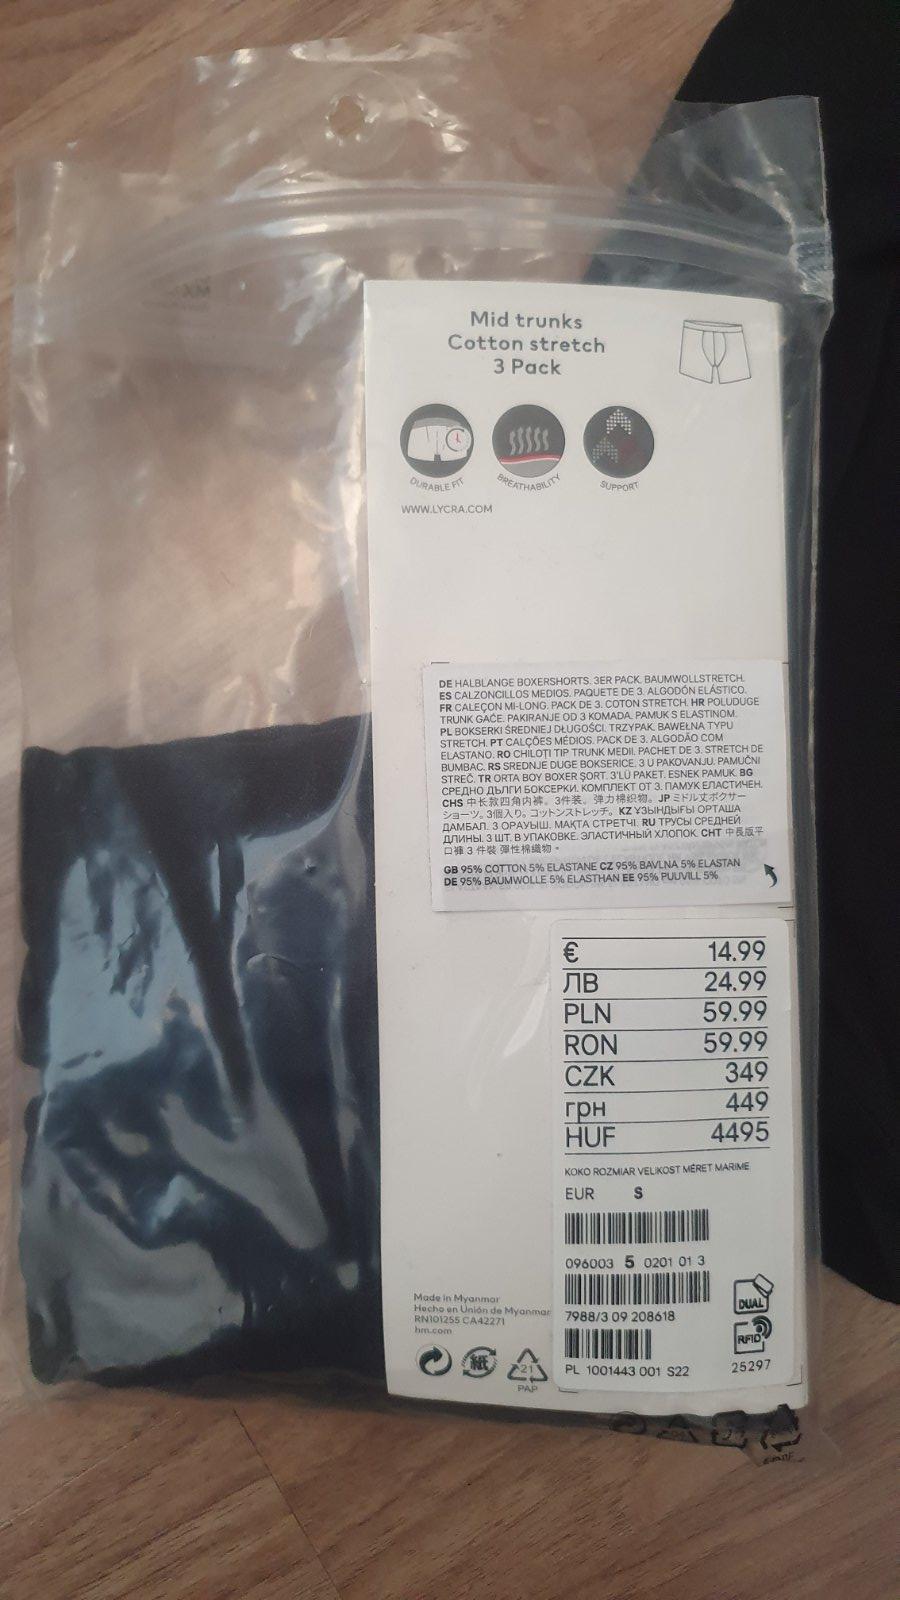 Mid trunks
Cotton stretch
3 Pack
DURABLE FIT
BREATHABILITY
SUPPORT
WWW.LYCRA.COM
DE HALBLANGE BOXERSHORTS. 3ER PACK. BAUMWOLLSTRETCH.
ES CALZONCILLOS MEDIOS. PAQUETE DE 3. ALGODÓN ELÁSTICO.
FR CALEÇON MI-LONG. PACK DE 3. COTON STRETCH. HR POLUDUGE
TRUNK GAĆE. PAKIRANJE OD 3 KOMADA. PAMUK S ELASTINOM.
PL BOKSERKI ŚREDNIEJ DŁUGOŚCI. TRZYPAK. BAWEŁNA TYPU
STRETCH. PT CALÇÕES MÉDIOS. PACK DE 3. ALGODÃO COM
ELASTANO. RO CHILOȚI TIP TRUNK MEDII. PACHET DE 3. STRETCH DE
BUMBAC. RS SREDNJE DUGE BOKSERICE. 3 U PAKOVANJU. PAMUČNI
STREČ. TR ORTA BOY BOXER ŞORT. 3'LÜ PAKET. ESNEK PAMUK. BG
СРЕДНО ДЪЛГИ БОКСЕРКИ. КОМПЛЕКТ ОТ 3. ПАМУК ЕЛАСТИЧЕН.
CHS 中长款四角内裤。3件装。弹力棉织物。JP ミドル丈ボクサー
ショーツ。3個入り。コットンストレッチ。KZ ҰЗЫНДЫҒЫ ОРТАША
ДАМБАЛ. 3 ОРАУЫШ. МАҚТА СТРЕТЧІ. RU ТРУСЫ СРЕДНЕЙ
ДЛИНЫ. 3 ШТ. В УПАКОВКЕ. ЭЛАСТИЧНЫЙ ХЛОПОК. CHT 中長版平
口褲 3 件裝 彈性棉織物。
GB 95% COTTON 5% ELASTANE CZ 95% BAVLNA 5% ELASTAN
DE 95% BAUMWOLLE 5% ELASTHAN EE 95% PUUVILL 5%
€ 14.99
ЛВ 24.99
PLN 59.99
RON 59.99
CZK 349
грн 449
HUF 4495
KOKO ROZMIAR VELIKOST MÉRET MARIME
EUR S
096003 5 0201 01 3
7988/3 09 208618
PL 1001443 001 S22
DUAL
RFID
25297
Made in Myanmar
Hecho en Unión de Myanmar
RN101255 CA42271
hm.com
紙
21
PAP